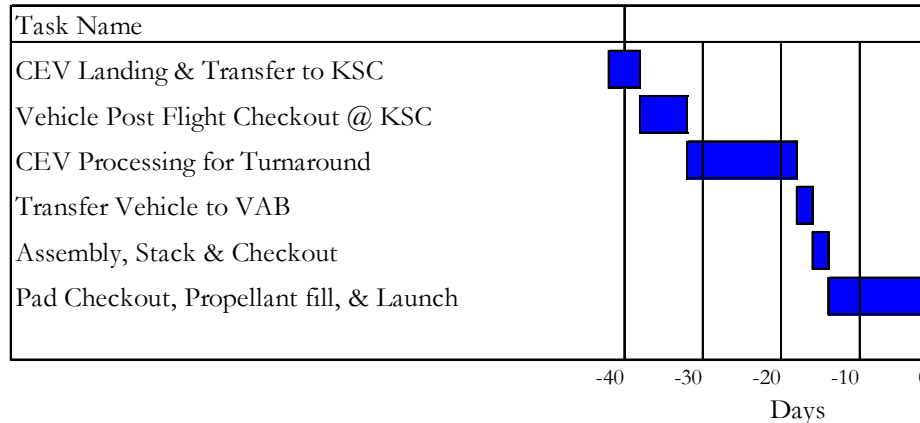 Task Name
CEV Landing & Transfer to KSC
Vehicle Post Flight Checkout @ KSC
CEV Processing for Turnaround
Transfer Vehicle to VAB
Assembly, Stack & Checkout
Pad Checkout, Propellant fill, & Launch
-40 -30 -20 -10 0
Days